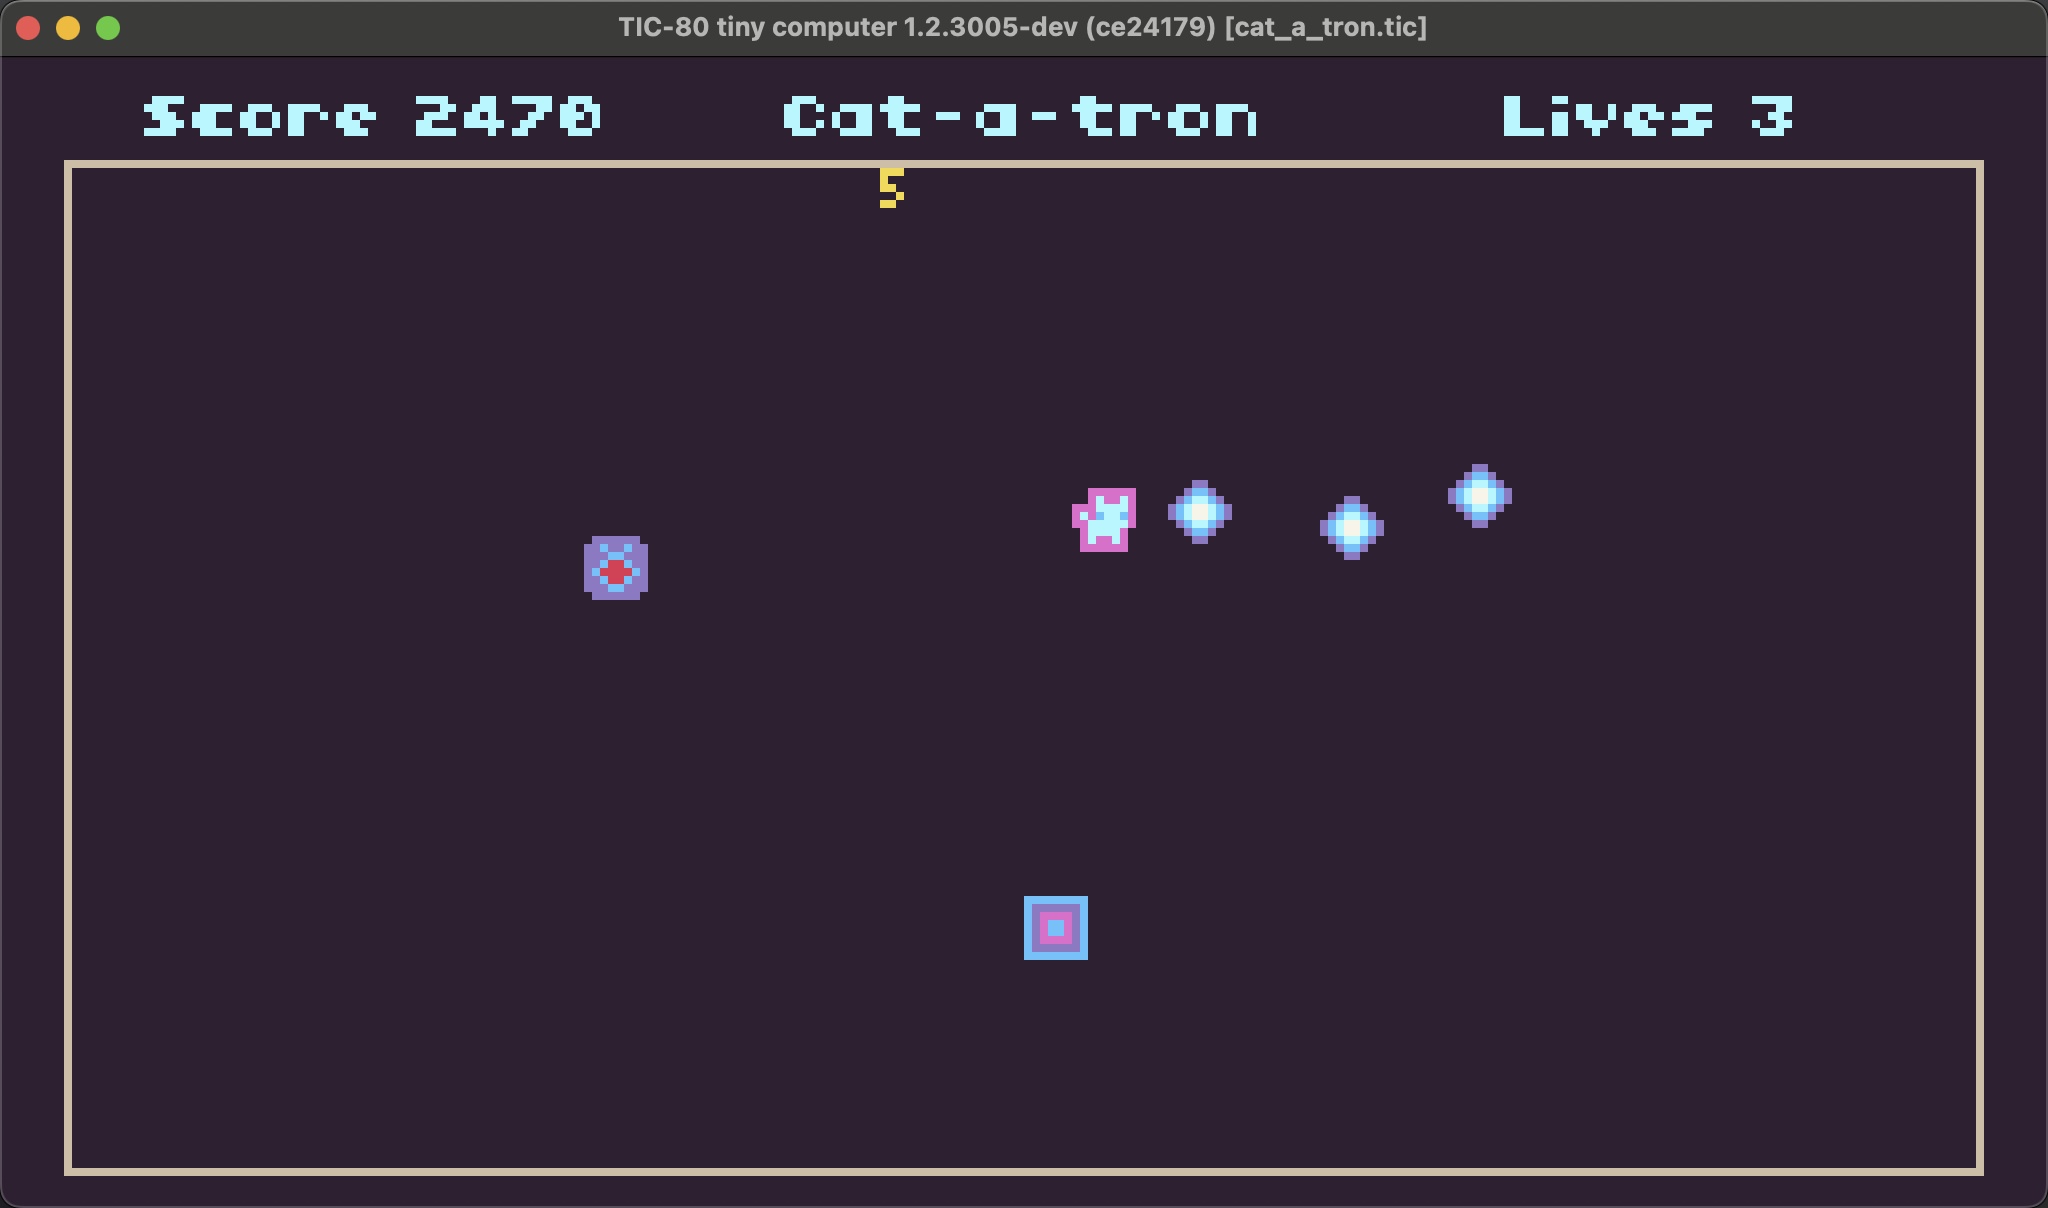 TIC-80 tiny computer 1.2.3005-dev (ce24179) [cat_a_tron.tic]
Score 2470 Cat-a-tron Lives 3
5